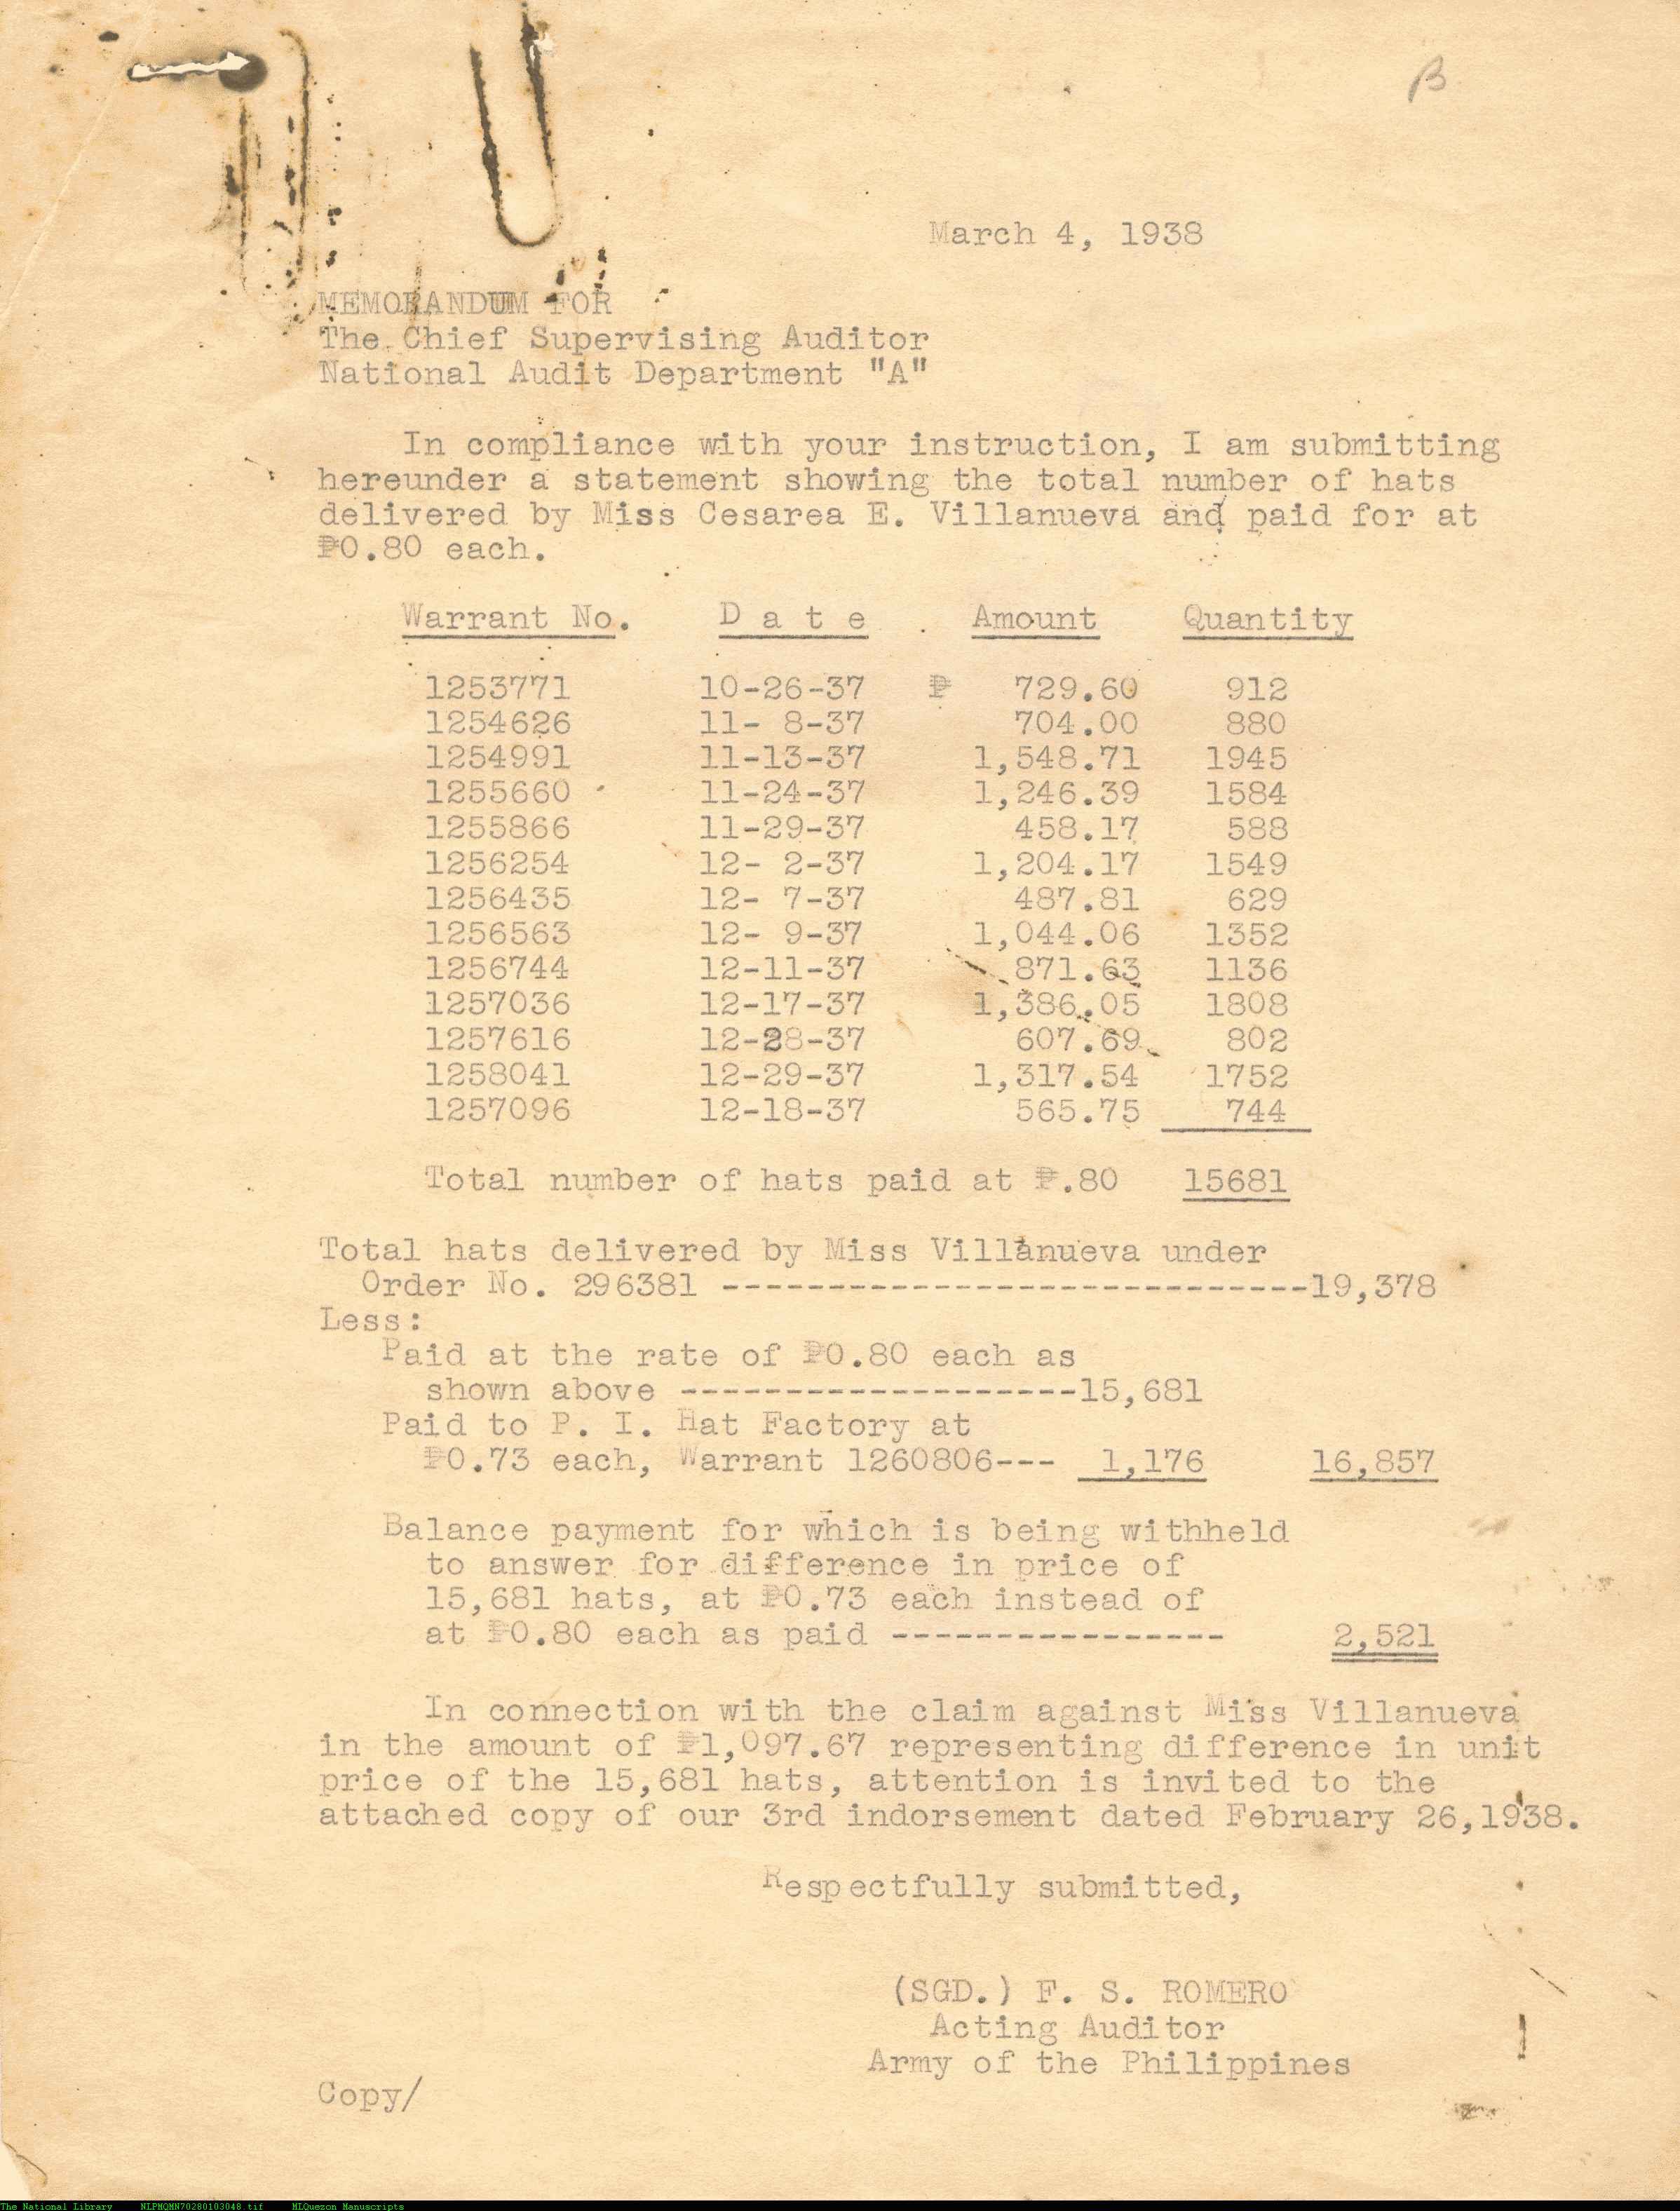 β
March 4, 1938
MEMORANDUM FOR
The Chief Supervising Auditor
National Audit Department "A"
In compliance with your instruction, I am submitting
hereunder a statement showing the total number of hats
delivered by Miss Cesarea E. Villanueva and paid for at
₱0.80 each.
Warrant No. D a t e Amount Quantity
1253771 10-26-37 ₱ 729.60 912
1254626 11- 8-37 704.00 880
1254991 11-13-37 1,548.71 1945
1255660 11-24-37 1,246.39 1584
1255866 11-29-37 458.17 588
1256254 12- 2-37 1,204.17 1549
1256435 12- 7-37 487.81 629
1256563 12- 9-37 1,044.06 1352
1256744 12-11-37 871.63 1136
1257036 12-17-37 1,386.05 1808
1257616 12-28-37 607.69 802
1258041 12-29-37 1,317.54 1752
1257096 12-18-37 565.75 744
Total number of hats paid at ₱.80 15681
Total hats delivered by Miss Villanueva under
Order No. 296381 ----------------------------19,378
Less:
Paid at the rate of ₱0.80 each as
shown above -------------------15,681
Paid to P. I. Hat Factory at
₱0.73 each, Warrant 1260806--- 1,176 16,857
Balance payment for which is being withheld
to answer for difference in price of
15,681 hats, at ₱0.73 each instead of
at ₱0.80 each as paid ---------------- 2,521
In connection with the claim against Miss Villanueva
in the amount of ₱1,097.67 representing difference in unit
price of the 15,681 hats, attention is invited to the
attached copy of our 3rd indorsement dated February 26,1938.
Respectfully submitted,
(SGD.) F. S. ROMERO
Acting Auditor
Army of the Philippines
Copy/
The National Library NLPMQMN70280103048.tif MLQuezon Manuscripts